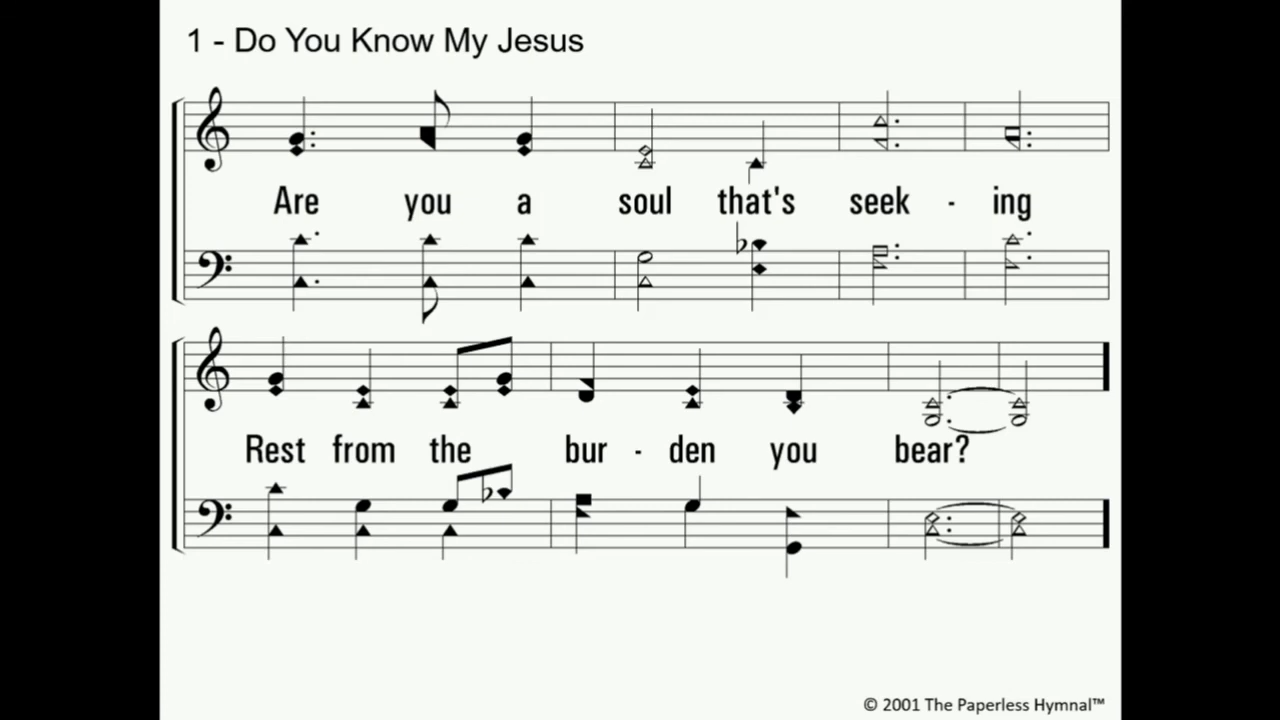 1 - Do You Know My Jesus
Are you a soul that's seek - ing
Rest from the bur - den you bear?
© 2001 The Paperless Hymnal™